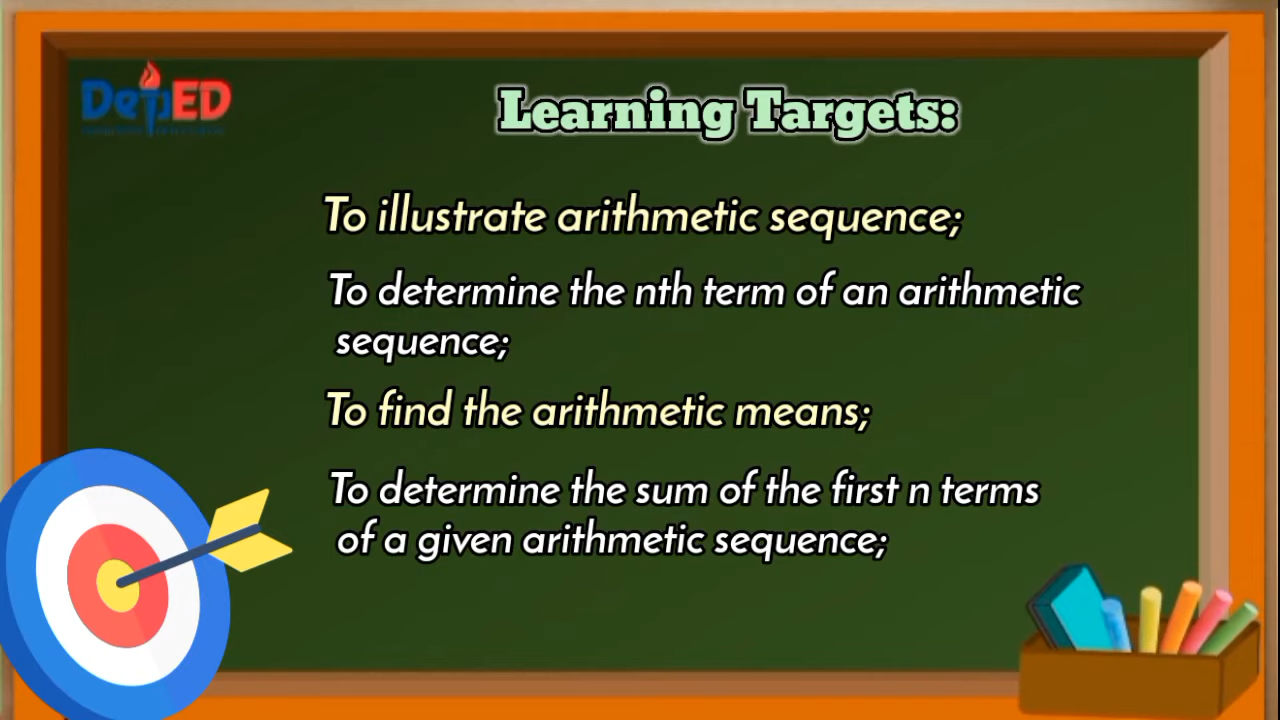 DepED
Learning Targets:
To illustrate arithmetic sequence;
To determine the nth term of an arithmetic
sequence;
To find the arithmetic means;
To determine the sum of the first n terms
of a given arithmetic sequence;